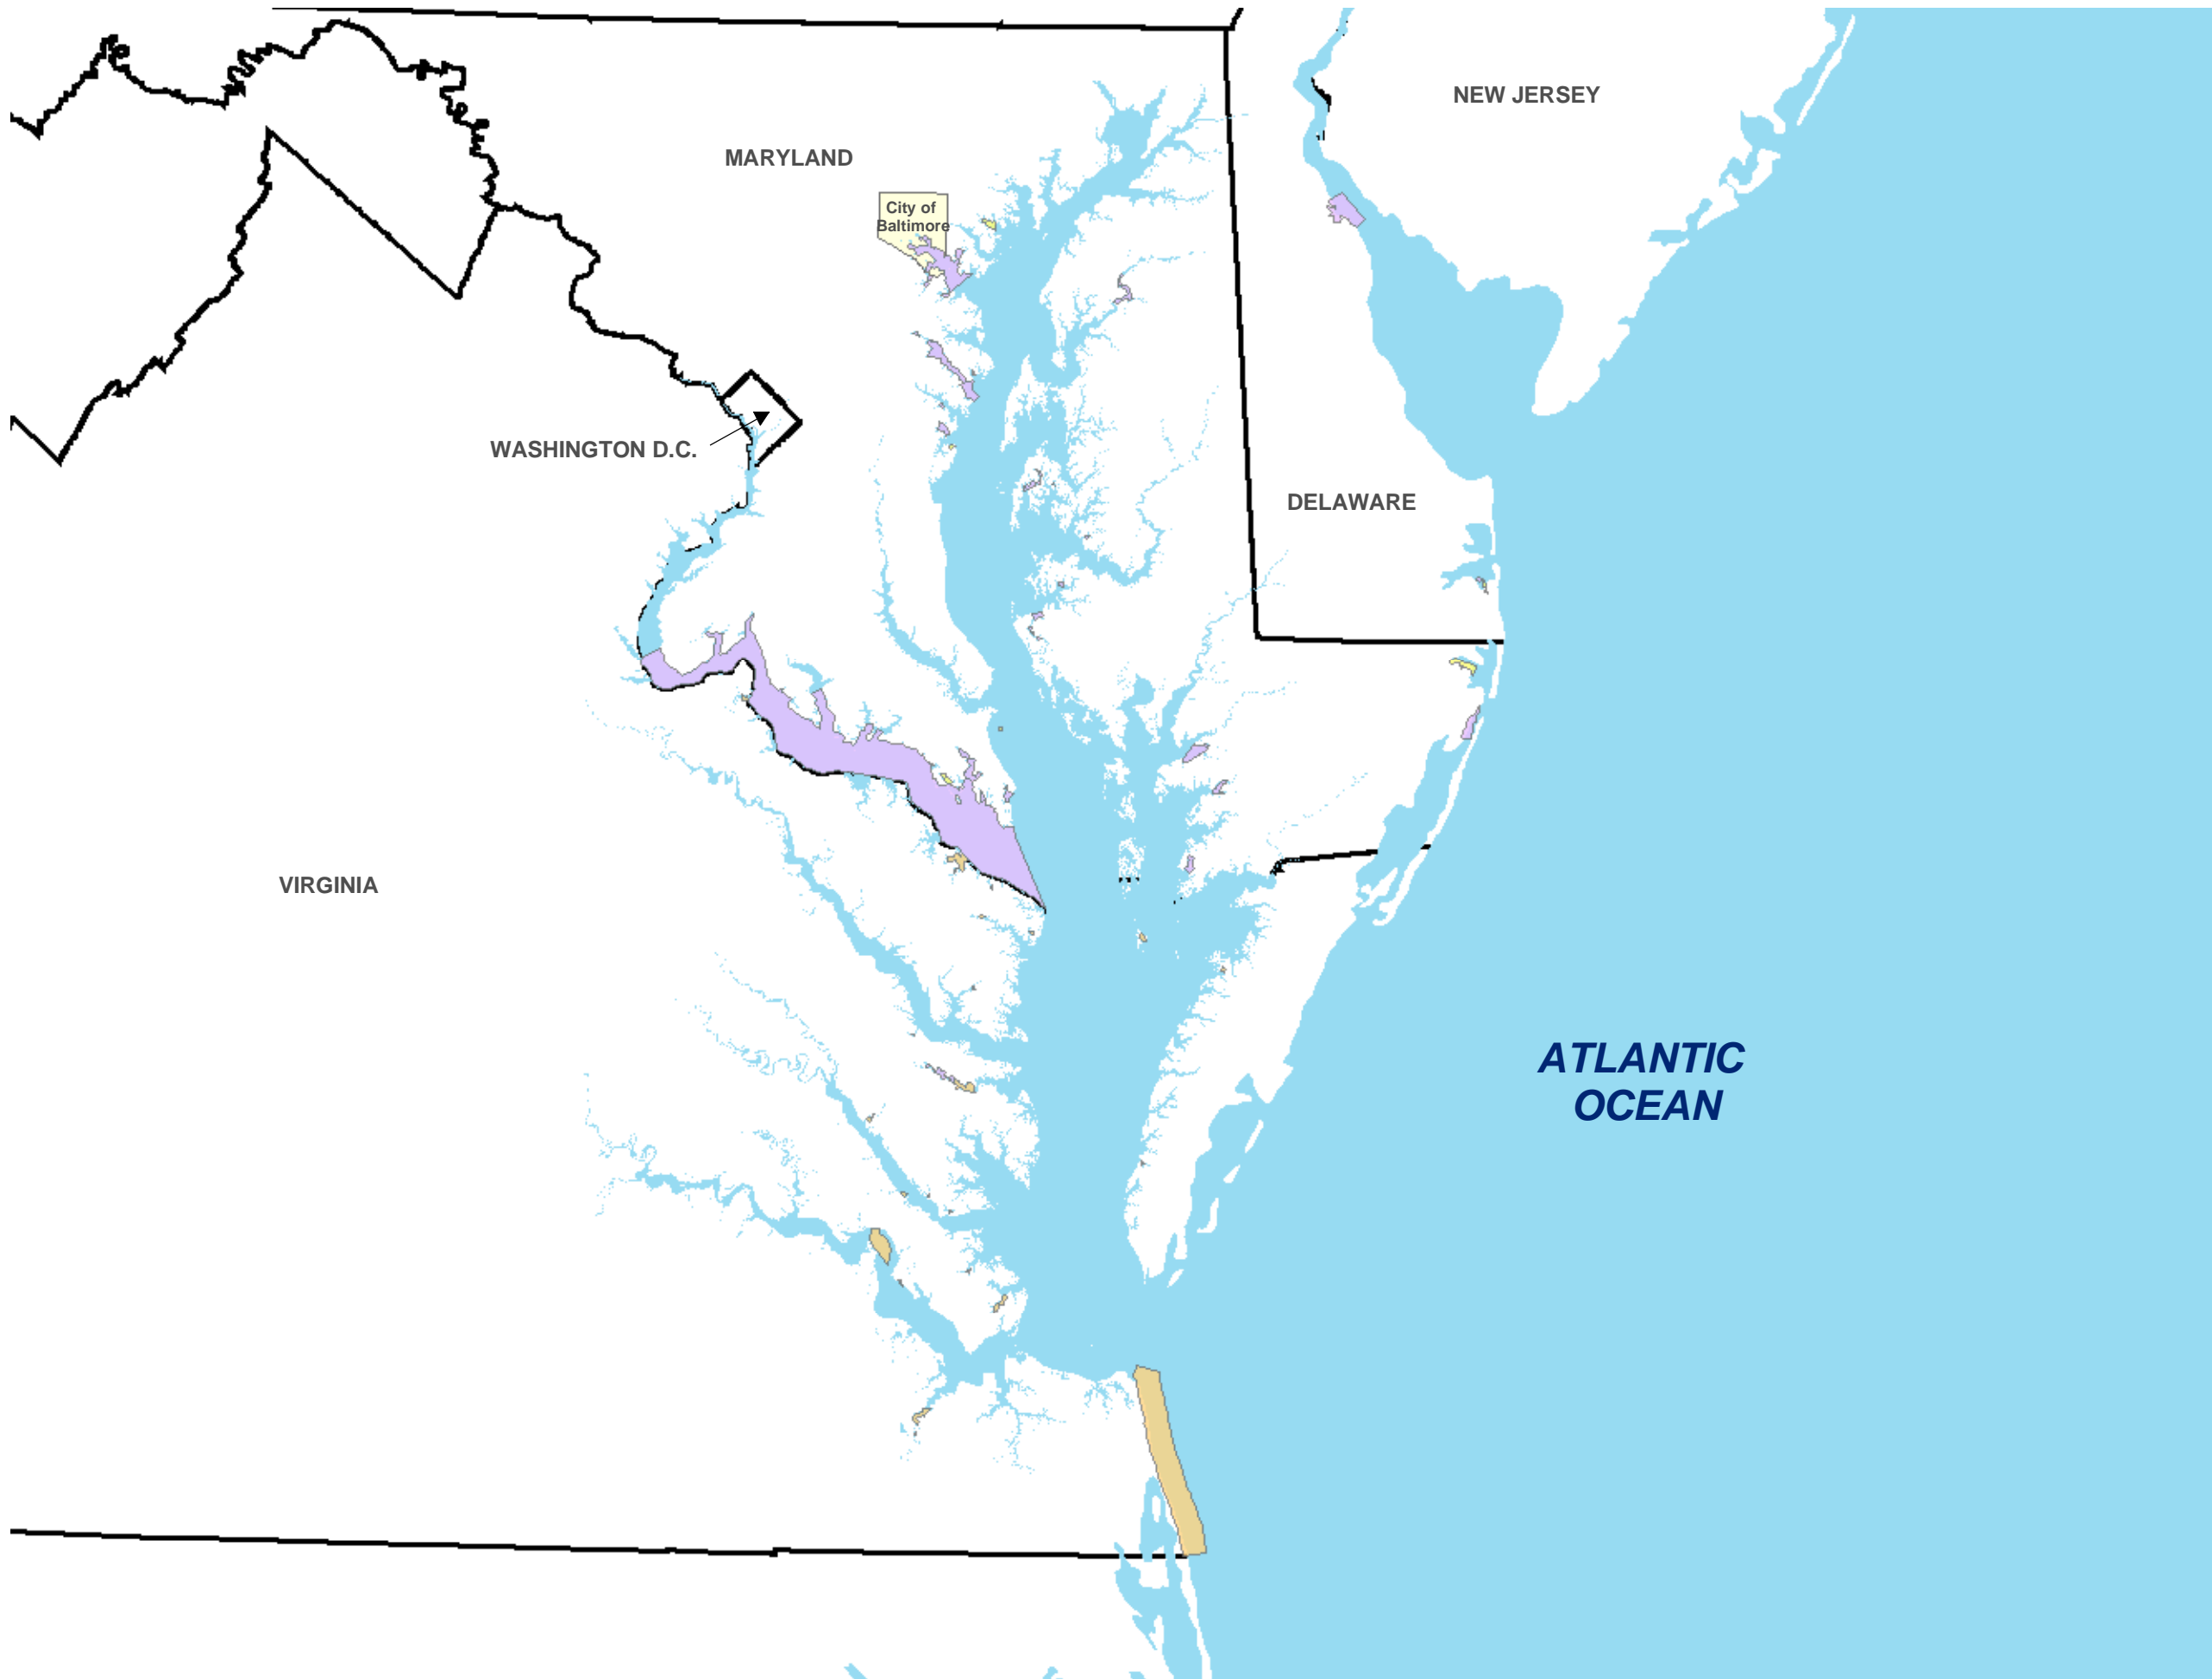 NEW JERSEY
MARYLAND
City of
Baltimore
WASHINGTON D.C.
DELAWARE
VIRGINIA
ATLANTIC
OCEAN